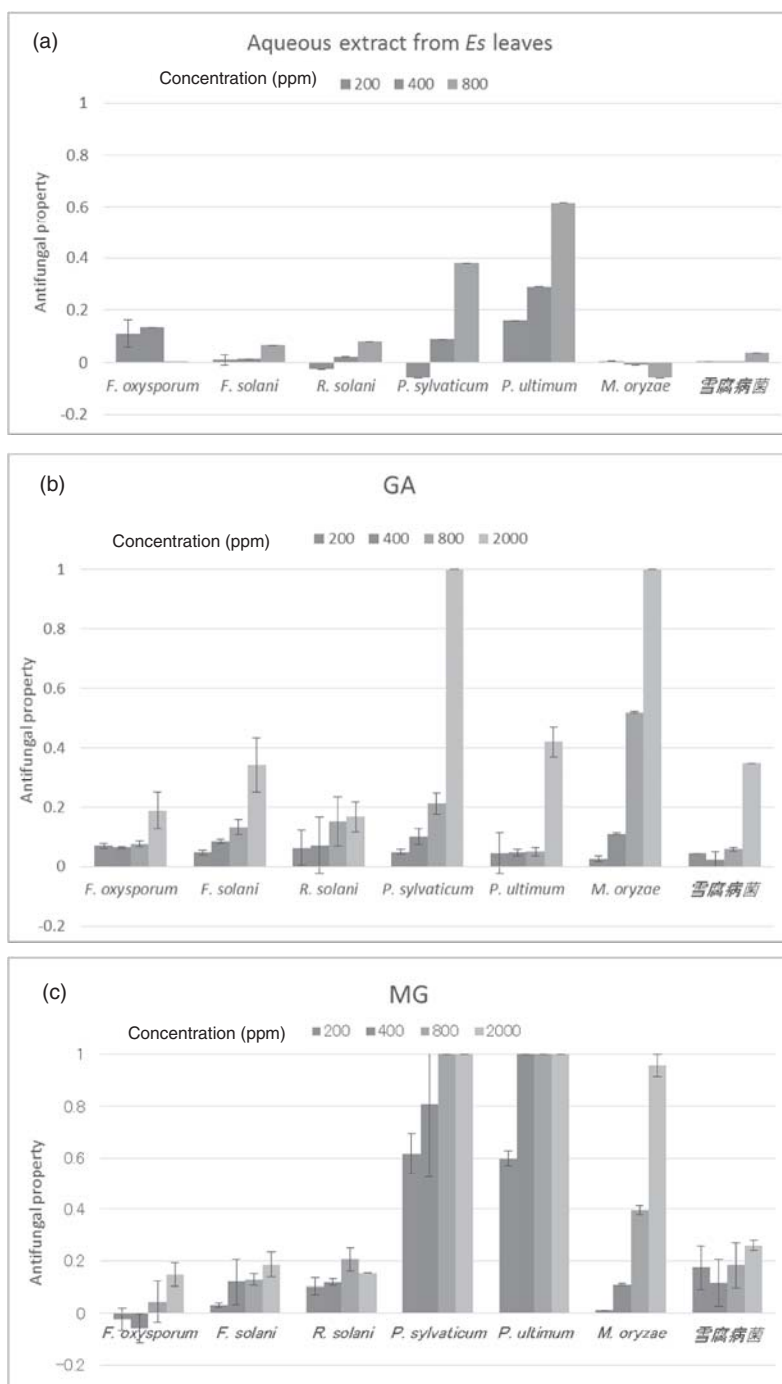 (a)
Aqueous extract from Es leaves
Concentration (ppm) 200 400 800
1
0.8
0.6
0.4
0.2
0
-0.2
Antifungal property
F. oxysporum F. solani R. solani P. sylvaticum P. ultimum M. oryzae 雪腐病菌
(b)
GA
Concentration (ppm) 200 400 800 2000
1
0.8
0.6
0.4
0.2
0
-0.2
Antifungal property
F. oxysporum F. solani R. solani P. sylvaticum P. ultimum M. oryzae 雪腐病菌
(c)
MG
Concentration (ppm) 200 400 800 2000
1
0.8
0.6
0.4
0.2
0
−0.2
Antifungal property
F. oxysporum F. solani R. solani P. sylvaticum P. ultimum M. oryzae 雪腐病菌